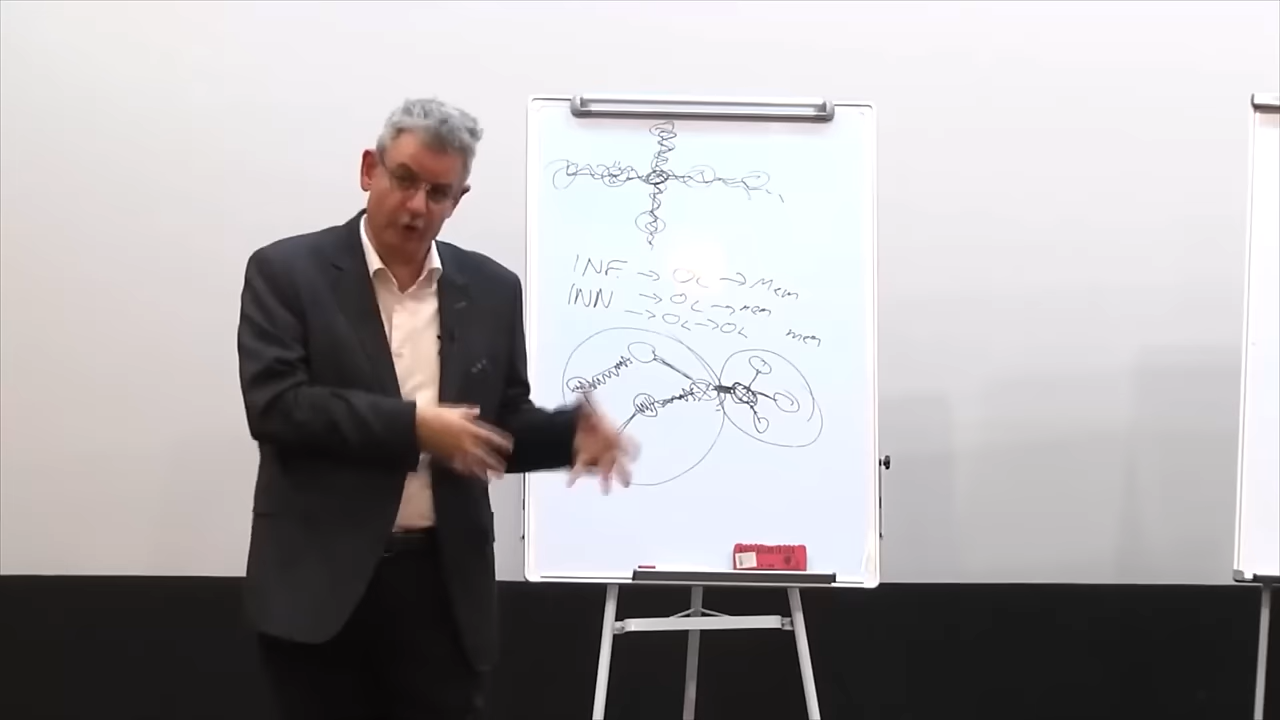 INF → OL → Mem
INN → OL → mem
→ OL → OL mem